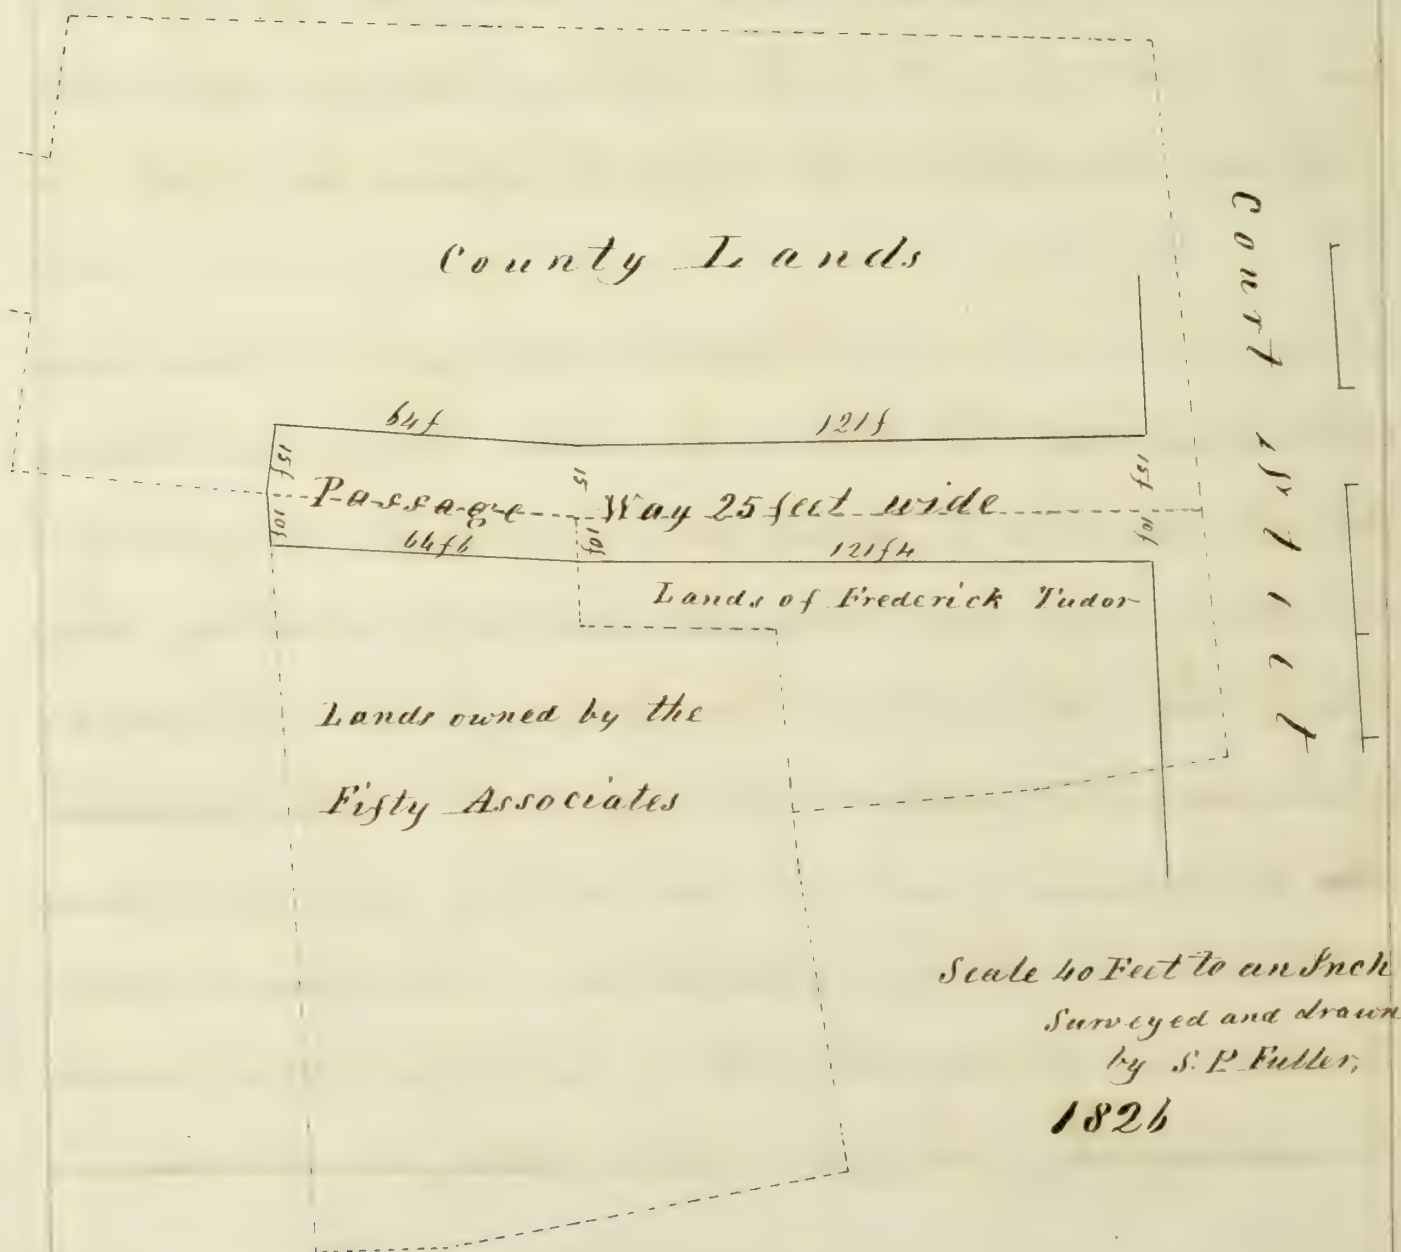 County Lands
Court Street
64f
121f
15f
15
15f
Passage Way 25 feet wide
10f
10f
10f
64f6
121f4
Lands of Frederick Tudor
Lands owned by the
Fifty Associates
Scale 40 Feet to an Inch
Surveyed and drawn
by S. P. Fuller,
1826